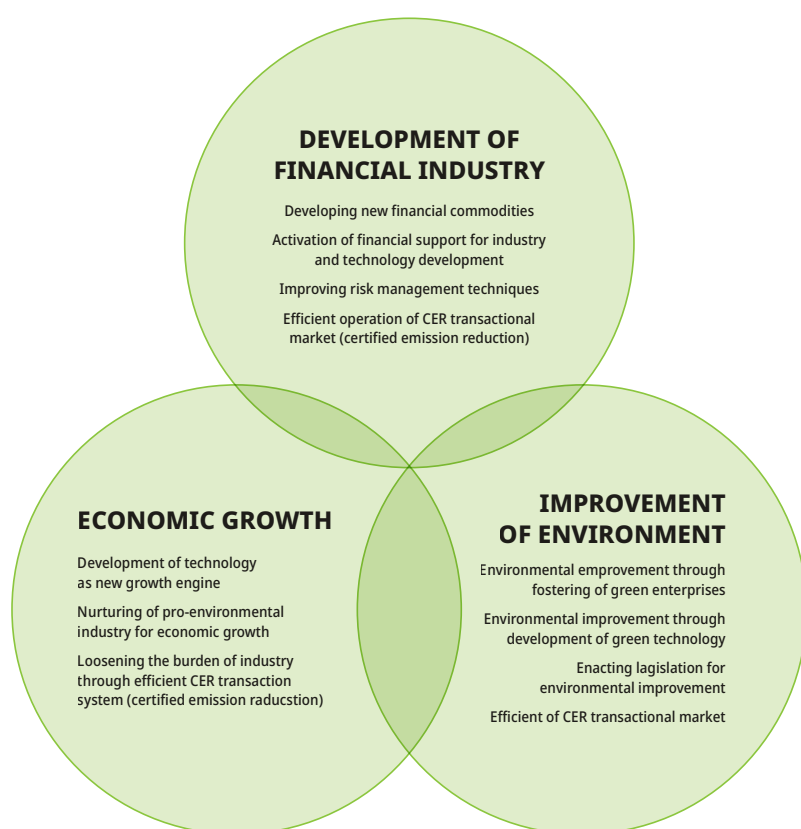 DEVELOPMENT OF
FINANCIAL INDUSTRY
Developing new financial commodities
Activation of financial support for industry
and technology development
Improving risk management techniques
Efficient operation of CER transactional
market (certified emission reduction)
ECONOMIC GROWTH
Development of technology
as new growth engine
Nurturing of pro-environmental
industry for economic growth
Loosening the burden of industry
through efficient CER transaction
system (certified emission raducstion)
IMPROVEMENT
OF ENVIRONMENT
Environmental emprovement through
fostering of green enterprises
Environmental improvement through
development of green technology
Enacting lagislation for
environmental improvement
Efficient of CER transactional market